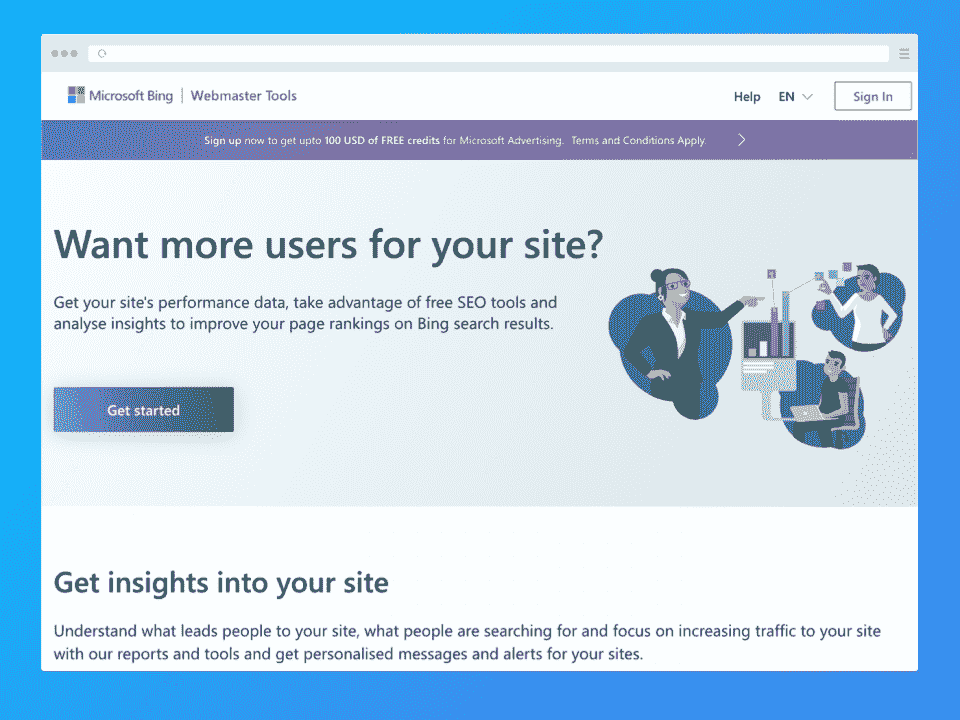 Microsoft Bing | Webmaster Tools
Help EN Sign In
Sign up now to get upto 100 USD of FREE credits for Microsoft Advertising. Terms and Conditions Apply.
Want more users for your site?
Get your site's performance data, take advantage of free SEO tools and
analyse insights to improve your page rankings on Bing search results.
Get started
Get insights into your site
Understand what leads people to your site, what people are searching for and focus on increasing traffic to your site
with our reports and tools and get personalised messages and alerts for your sites.